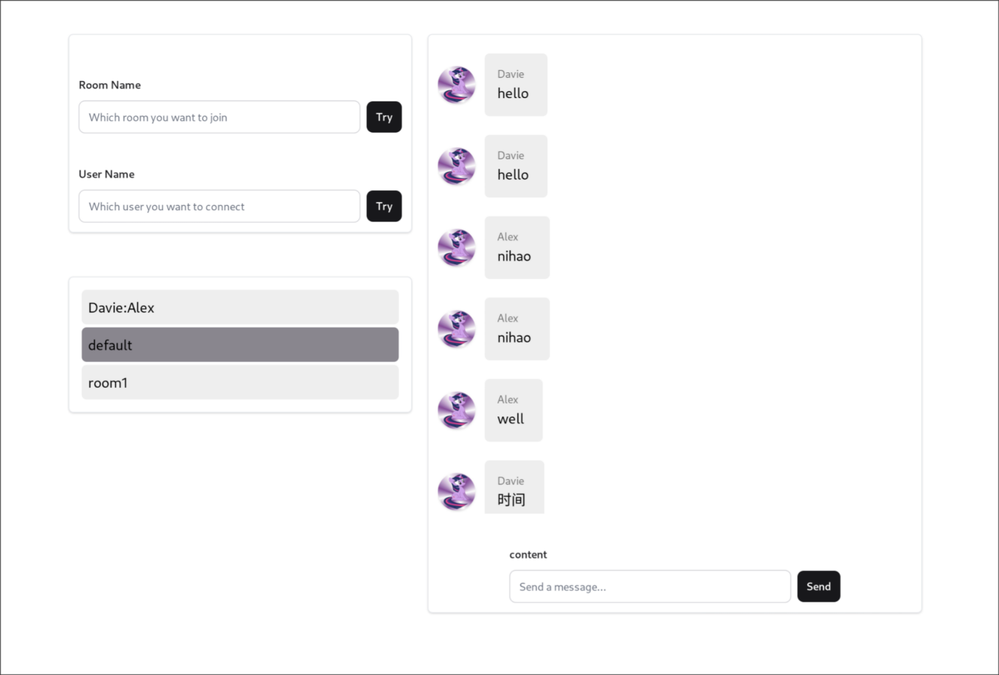 Room Name
Which room you want to join
Try
User Name
Which user you want to connect
Try
Davie:Alex
default
room1
Davie
hello
Davie
hello
Alex
nihao
Alex
nihao
Alex
well
Davie
时间
content
Send a message...
Send